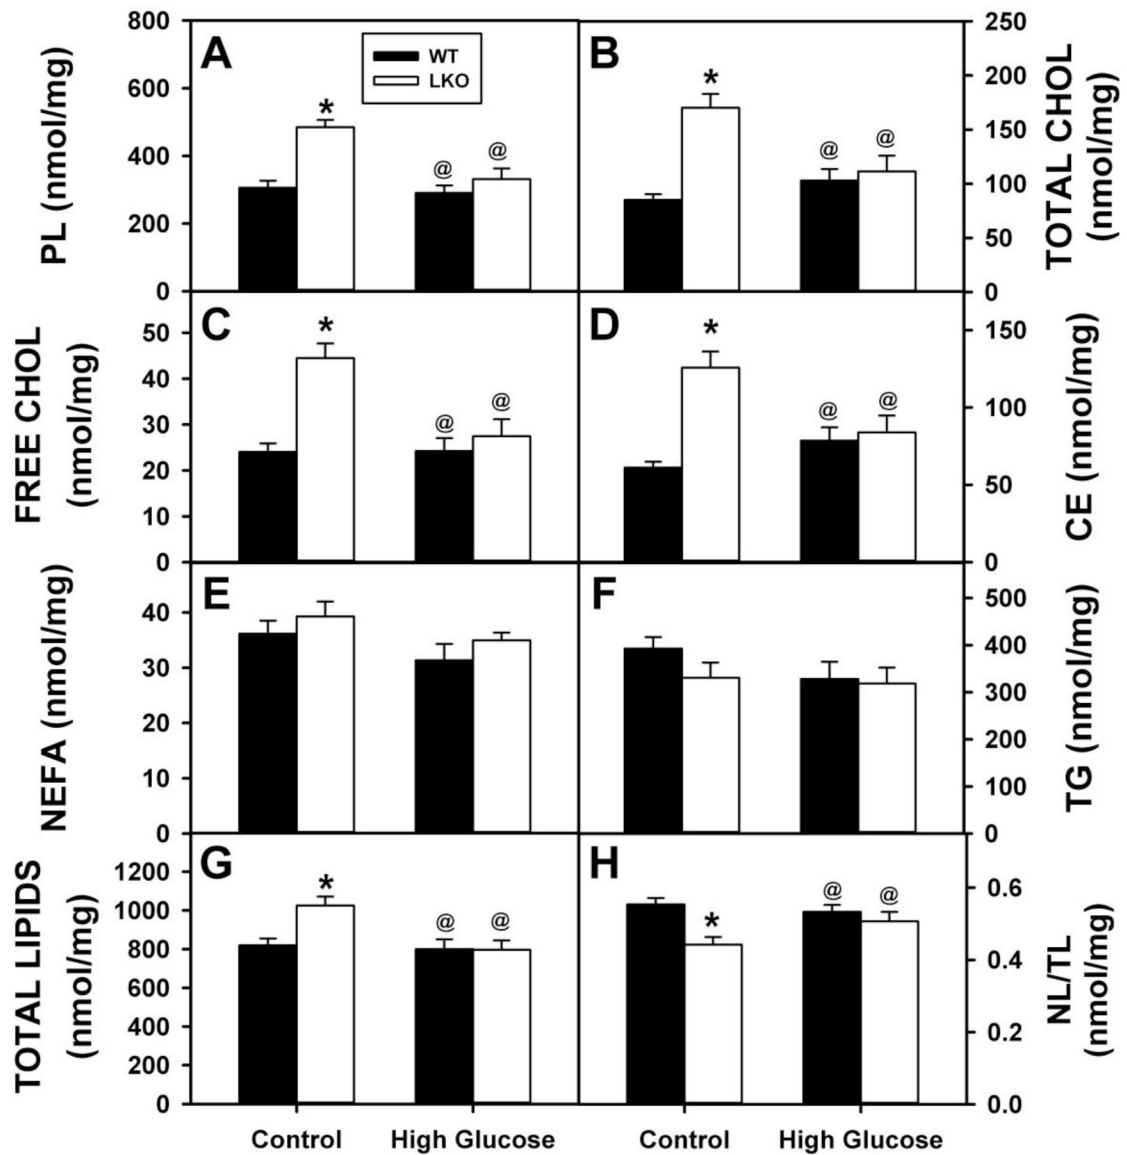 A
WT
LKO
PL (nmol/mg)
800
600
400
200
0
*
@
@
B
TOTAL CHOL
(nmol/mg)
250
200
150
100
50
0
*
@
@
C
FREE CHOL
(nmol/mg)
50
40
30
20
10
0
*
@
@
D
CE (nmol/mg)
150
100
50
0
*
@
@
E
NEFA (nmol/mg)
40
30
20
10
0
F
TG (nmol/mg)
500
400
300
200
100
0
G
TOTAL LIPIDS
(nmol/mg)
1200
1000
800
600
400
200
0
*
@
@
H
NL/TL
(nmol/mg)
0.6
0.4
0.2
0.0
*
@
@
Control
High Glucose
Control
High Glucose